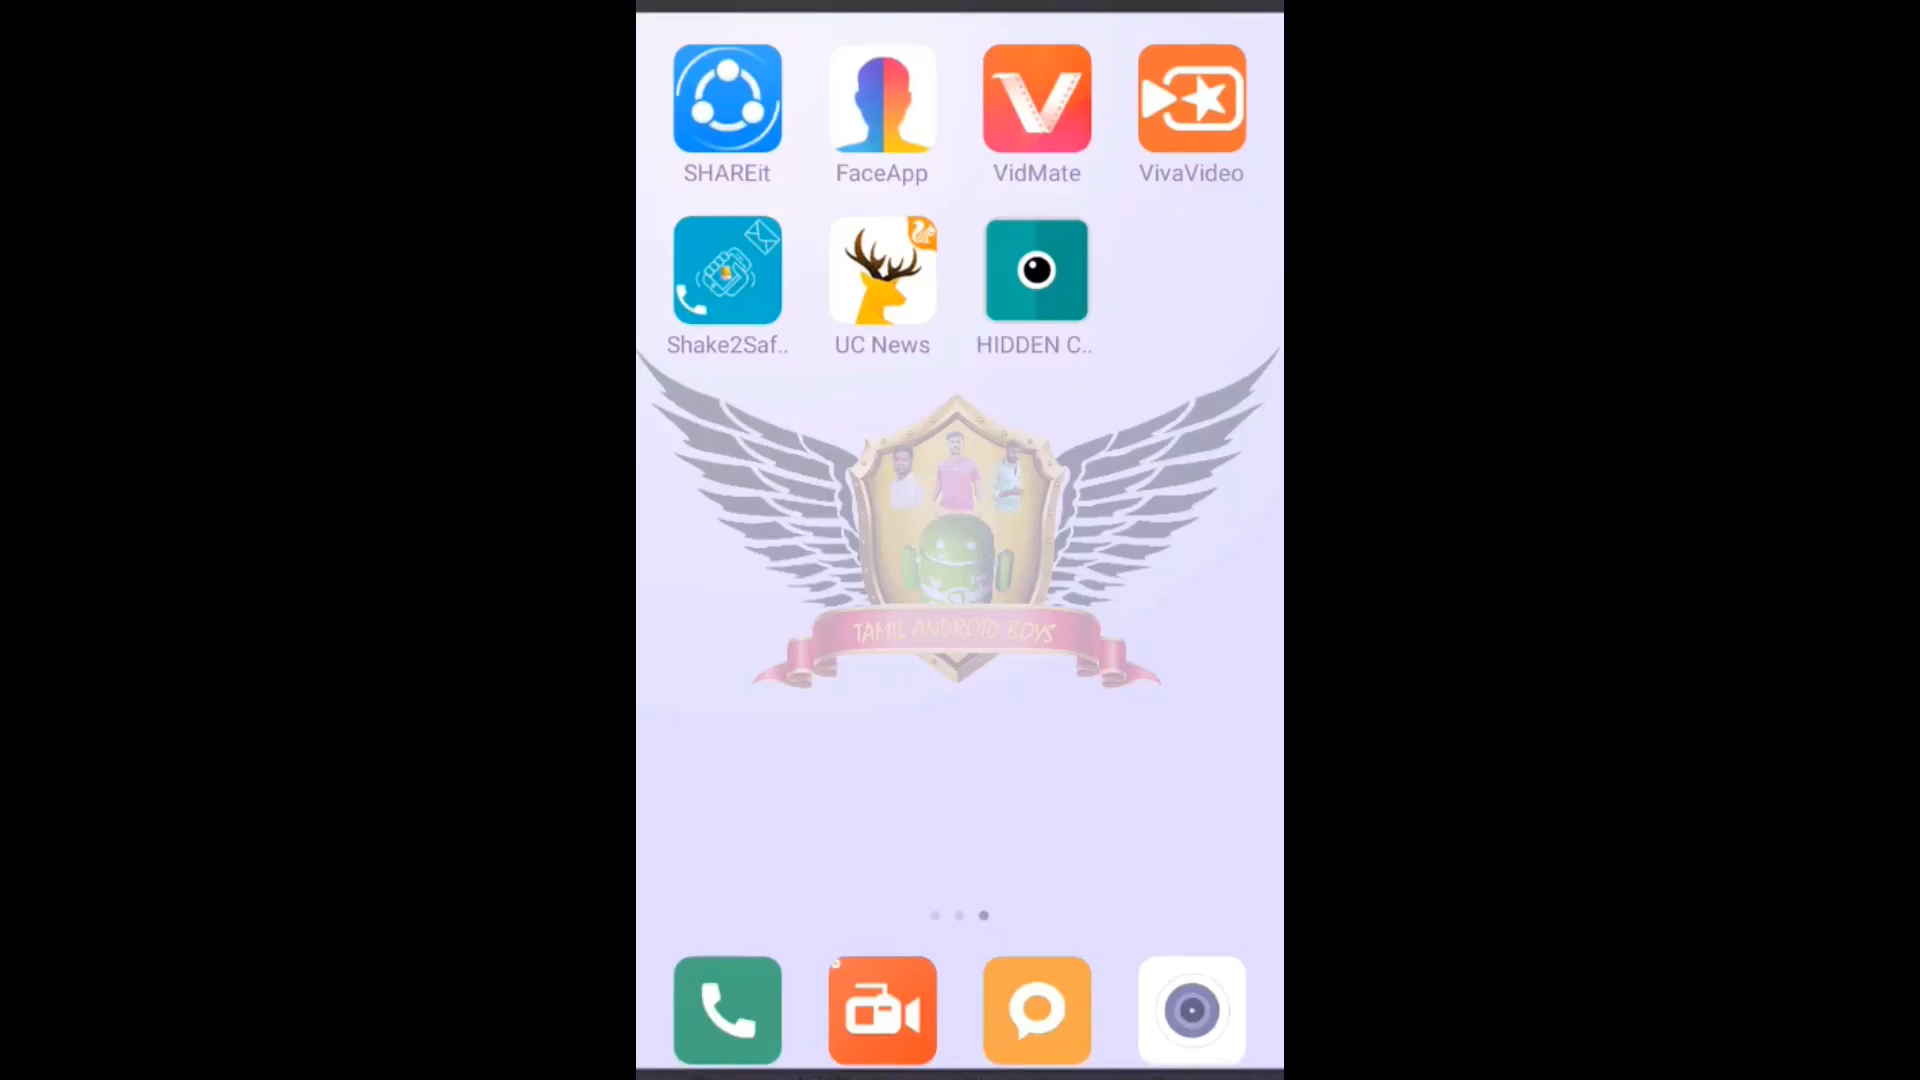 SHAREit FaceApp VidMate VivaVideo
Shake2Saf.. UC News HIDDEN C..
TAMIL ANDROID BOYS